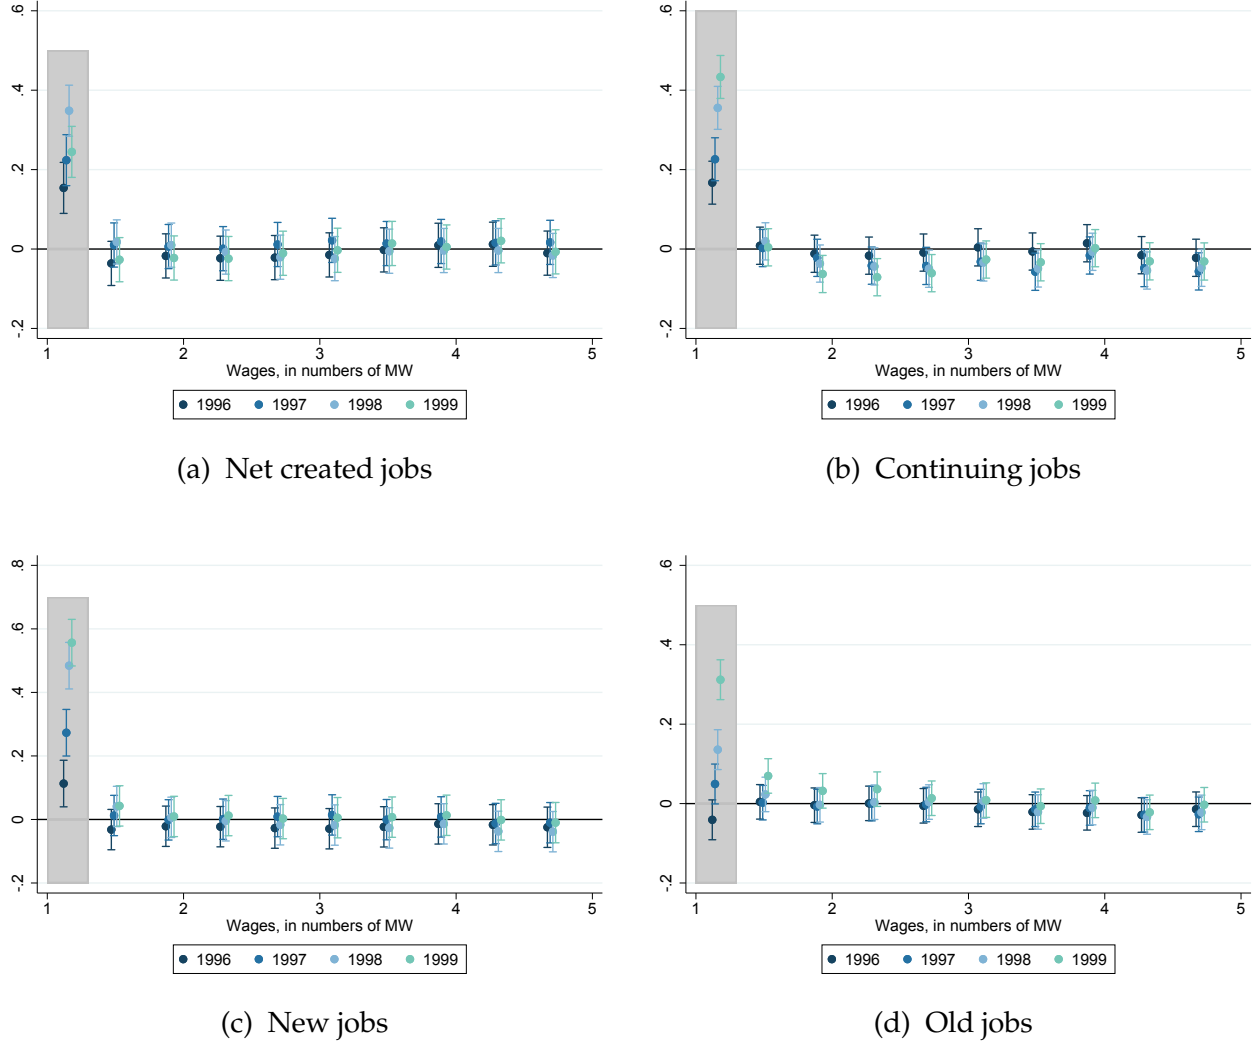 .6
.4
.2
0
-.2
1 2 3 4 5
Wages, in numbers of MW
1996 1997 1998 1999
(a) Net created jobs
.6
.4
.2
0
-.2
1 2 3 4 5
Wages, in numbers of MW
1996 1997 1998 1999
(b) Continuing jobs
.8
.6
.4
.2
0
-.2
1 2 3 4 5
Wages, in numbers of MW
1996 1997 1998 1999
(c) New jobs
.6
.4
.2
0
-.2
1 2 3 4 5
Wages, in numbers of MW
1996 1997 1998 1999
(d) Old jobs